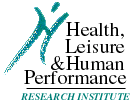 Health,
Leisure
&Human
Performance
RESEARCH INSTITUTE